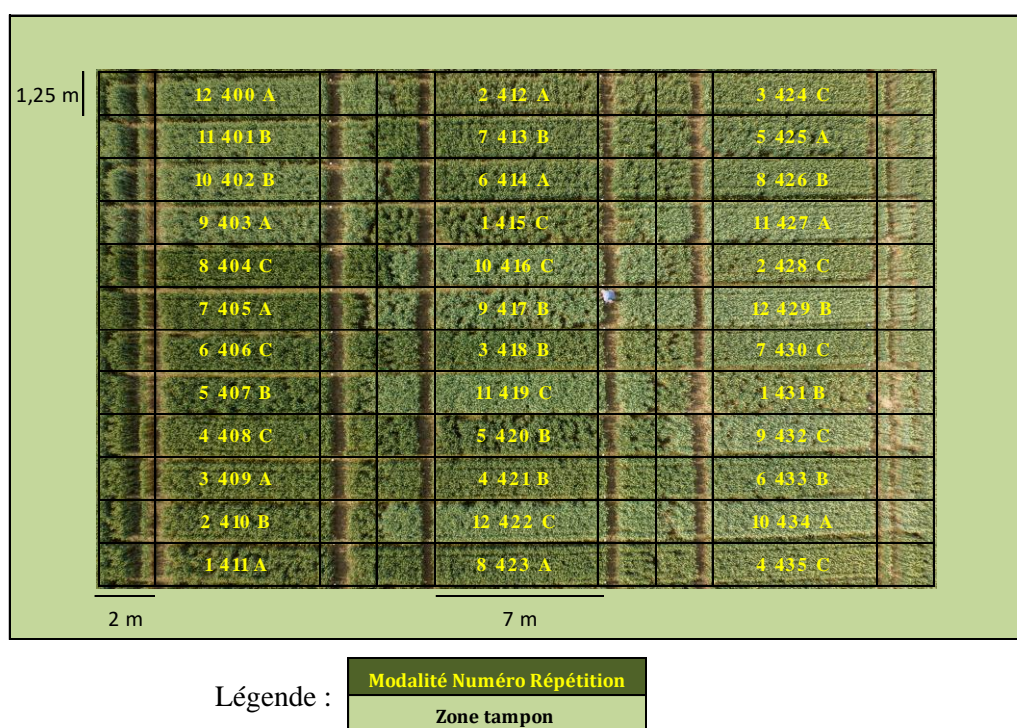 1,25 m
12 400 A 2 412 A 3 424 C
11 401 B 7 413 B 5 425 A
10 402 B 6 414 A 8 426 B
9 403 A 1 415 C 11 427 A
8 404 C 10 416 C 2 428 C
7 405 A 9 417 B 12 429 B
6 406 C 3 418 B 7 430 C
5 407 B 11 419 C 1 431 B
4 408 C 5 420 B 9 432 C
3 409 A 4 421 B 6 433 B
2 410 B 12 422 C 10 434 A
1 411 A 8 423 A 4 435 C
2 m 7 m
Légende :
Modalité Numéro Répétition
Zone tampon